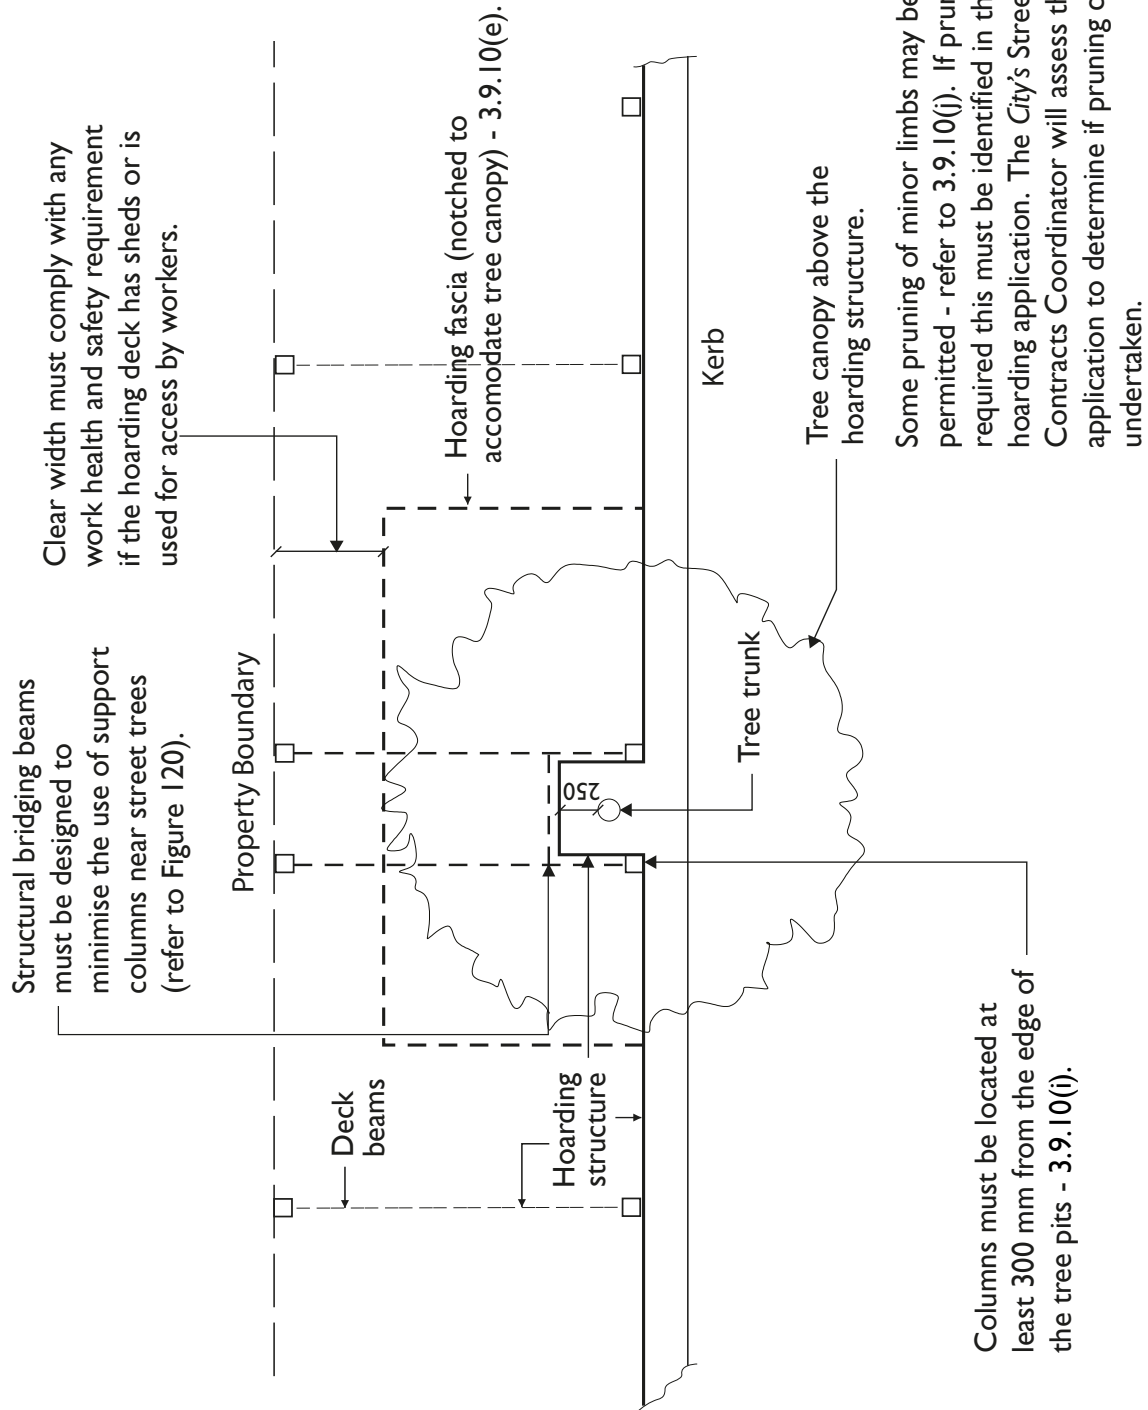 Structural bridging beams
must be designed to
minimise the use of support
columns near street trees
(refer to Figure 120).
Clear width must comply with any
work health and safety requirement
if the hoarding deck has sheds or is
used for access by workers.
Property Boundary
Deck
beams
Hoarding
structure
Hoarding fascia (notched to
accomodate tree canopy) - 3.9.10(e).
250
Tree trunk
Kerb
Tree canopy above the
hoarding structure.
Columns must be located at
least 300 mm from the edge of
the tree pits - 3.9.10(i).
Some pruning of minor limbs may be
permitted - refer to 3.9.10(j). If
required this must be identified in
hoarding application. The City's Street
Contracts Coordinator will assess
application to determine if pruning
undertaken.